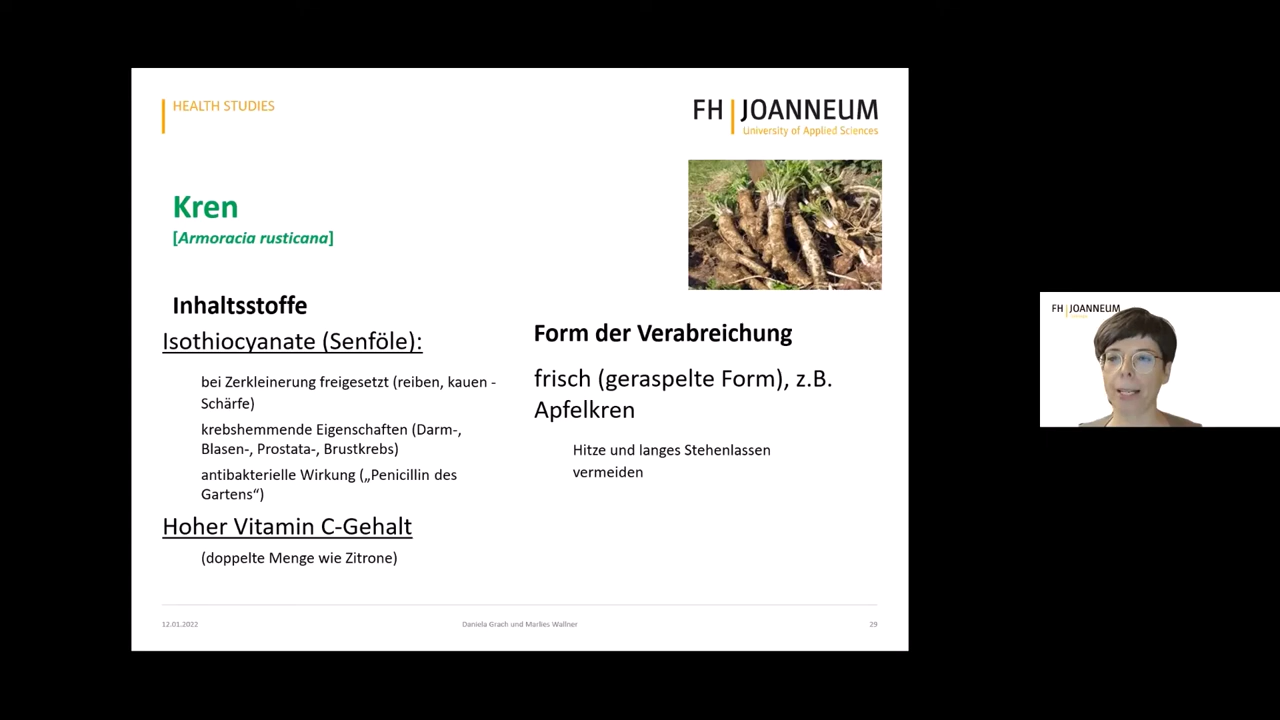 HEALTH STUDIES
FH JOANNEUM
University of Applied Sciences
Kren
[Armoracia rusticana]
Inhaltsstoffe
Isothiocyanate (Senföle):
bei Zerkleinerung freigesetzt (reiben, kauen -
Schärfe)
krebshemmende Eigenschaften (Darm-,
Blasen-, Prostata-, Brustkrebs)
antibakterielle Wirkung („Penicillin des
Gartens“)
Hoher Vitamin C-Gehalt
(doppelte Menge wie Zitrone)
Form der Verabreichung
frisch (geraspelte Form), z.B.
Apfelkren
Hitze und langes Stehenlassen
vermeiden
12.01.2022
Daniela Grach und Marlies Wallner
29
FH JOANNEUM